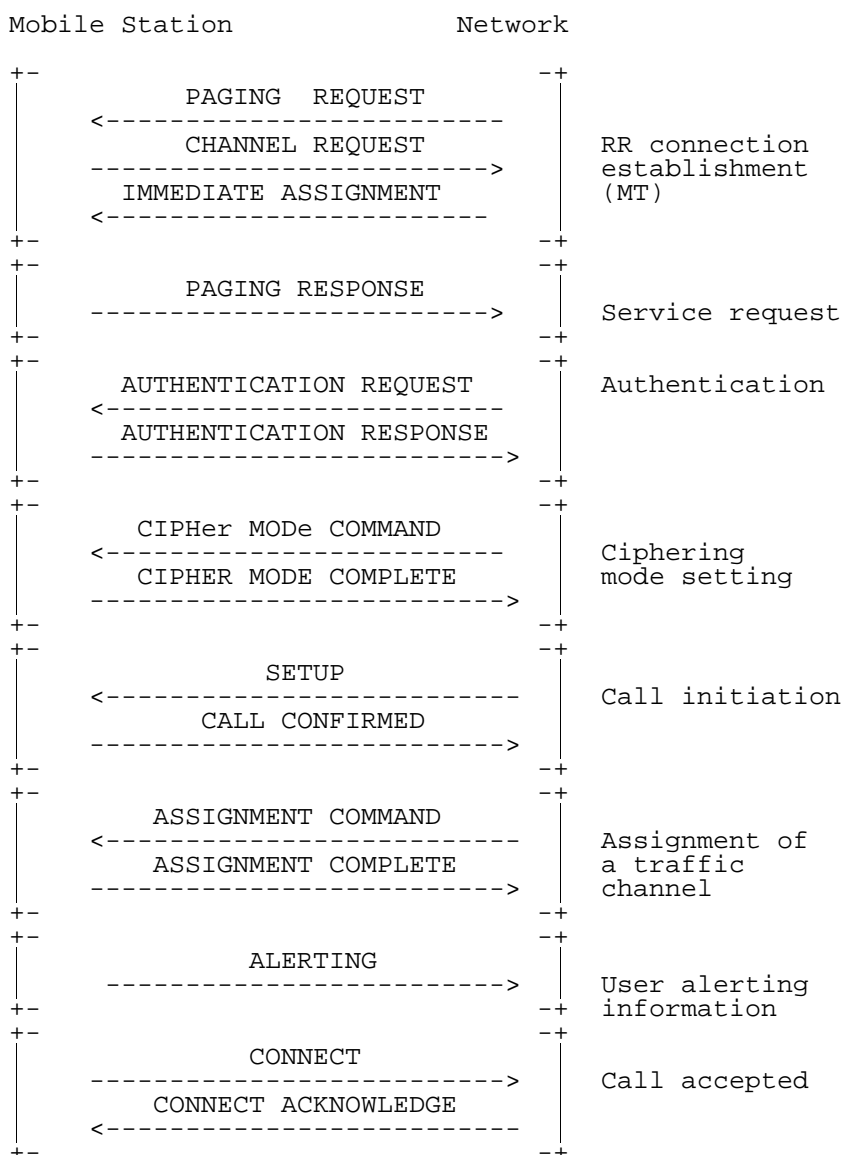 Mobile Station Network
PAGING REQUEST
CHANNEL REQUEST RR connection
establishment
IMMEDIATE ASSIGNMENT (MT)
PAGING RESPONSE
Service request
AUTHENTICATION REQUEST Authentication
AUTHENTICATION RESPONSE
CIPHer MODe COMMAND
Ciphering
CIPHER MODE COMPLETE mode setting
SETUP
Call initiation
CALL CONFIRMED
ASSIGNMENT COMMAND
Assignment of
ASSIGNMENT COMPLETE a traffic
channel
ALERTING
User alerting
information
CONNECT
Call accepted
CONNECT ACKNOWLEDGE